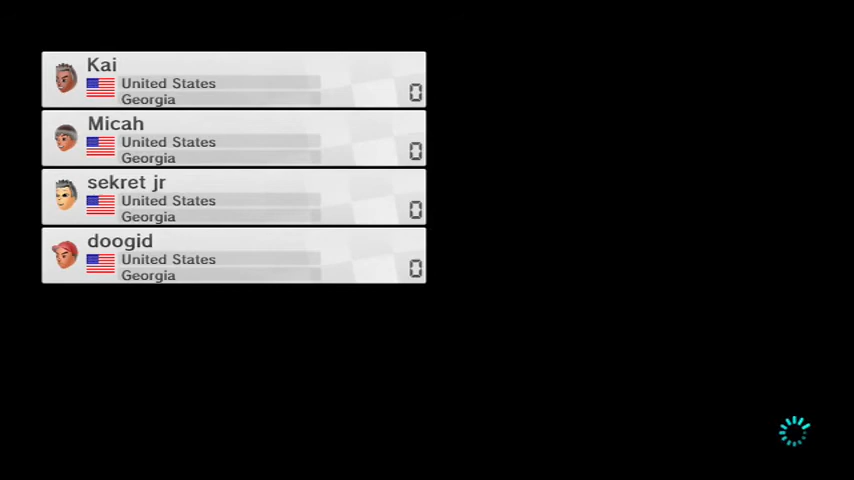 Kai
United States
Georgia
0
Micah
United States
Georgia
0
sekret jr
United States
Georgia
0
doogid
United States
Georgia
0